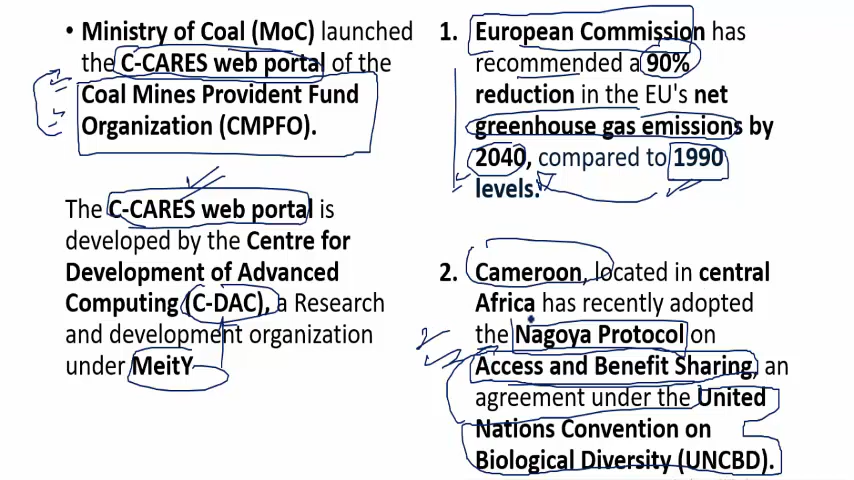 • Ministry of Coal (MoC) launched
the C-CARES web portal of the
Coal Mines Provident Fund
Organization (CMPFO).
The C-CARES web portal is
developed by the Centre for
Development of Advanced
Computing (C-DAC), a Research
and development organization
under MeitY
1. European Commission has
recommended a 90%
reduction in the EU's net
greenhouse gas emissions by
2040, compared to 1990
levels.
2. Cameroon, located in central
Africa has recently adopted
the Nagoya Protocol on
Access and Benefit Sharing, an
agreement under the United
Nations Convention on
Biological Diversity (UNCBD).